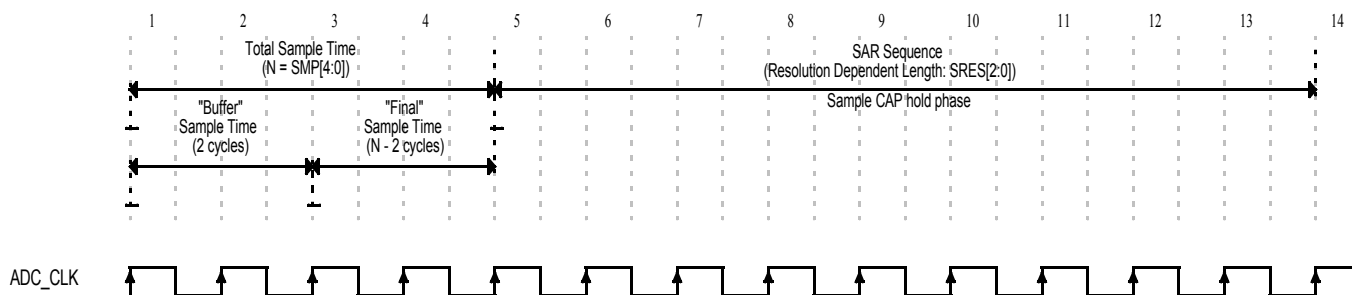 1 2 3 4 5 6 7 8 9 10 11 12 13 14
Total Sample Time
(N = SMP[4:0])
SAR Sequence
(Resolution Dependent Length: SRES[2:0])
Sample CAP hold phase
"Buffer"
Sample Time
(2 cycles)
"Final"
Sample Time
(N - 2 cycles)
ADC_CLK